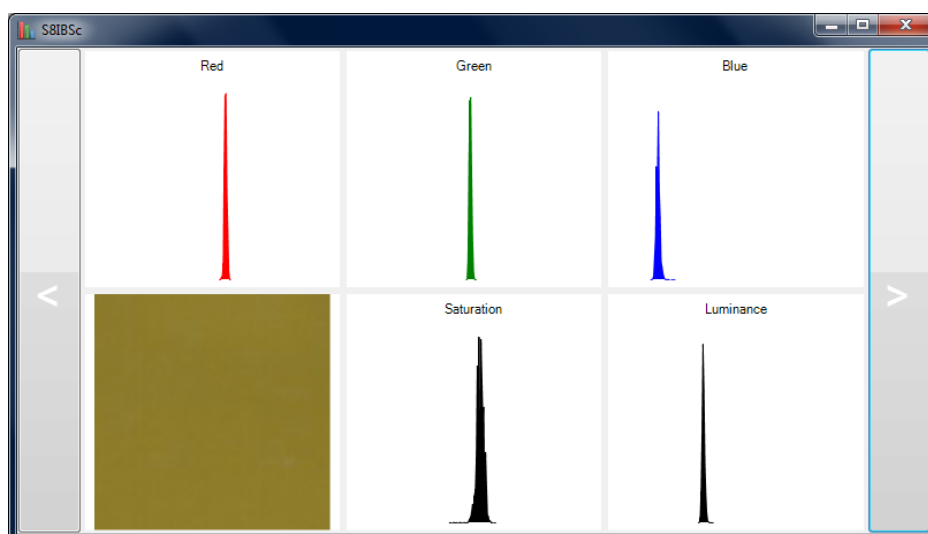 S8IBSc
Red
Green
Blue
<
>
Saturation
Luminance